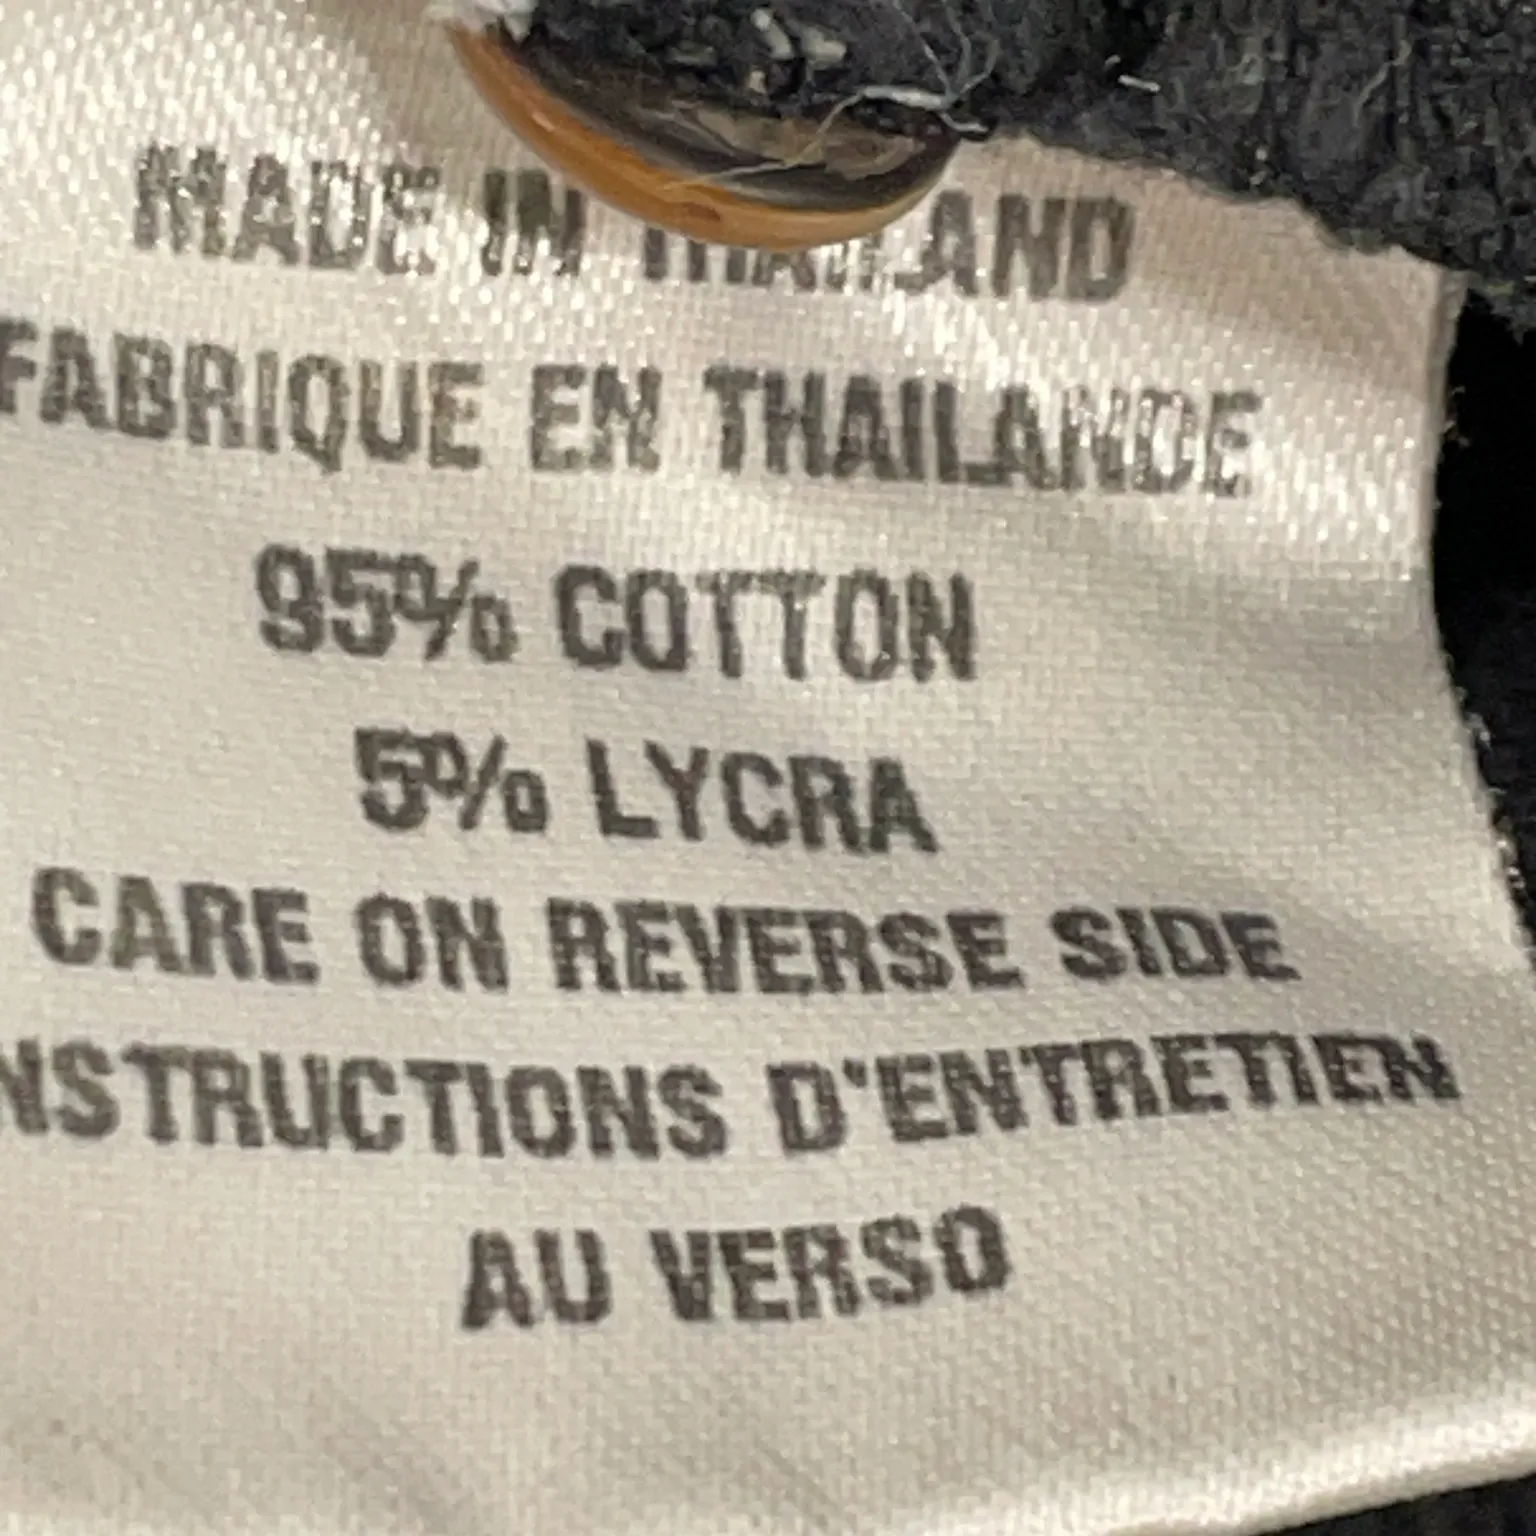 MADE IN THAILAND
FABRIQUE EN THAILANDE
95% COTTON
5% LYCRA
CARE ON REVERSE SIDE
NSTRUCTIONS D'ENTRETIEN
AU VERSO